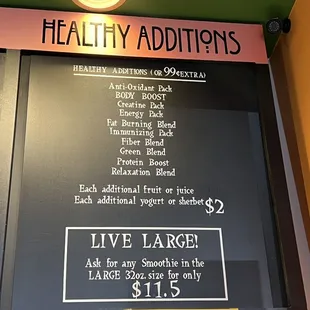 HEALTHY ADDITIONS
HEALTHY ADDITIONS (OR 99¢EXTRA)
Anti-Oxidant Pack
BODY BOOST
Creatine Pack
Energy Pack
Fat Burning Blend
Immunizing Pack
Fiber Blend
Green Blend
Protein Boost
Relaxation Blend
Each additional fruit or juice
Each additional yogurt or sherbet $2
LIVE LARGE!
Ask for any Smoothie in the
LARGE 32oz. size for only
$11.5